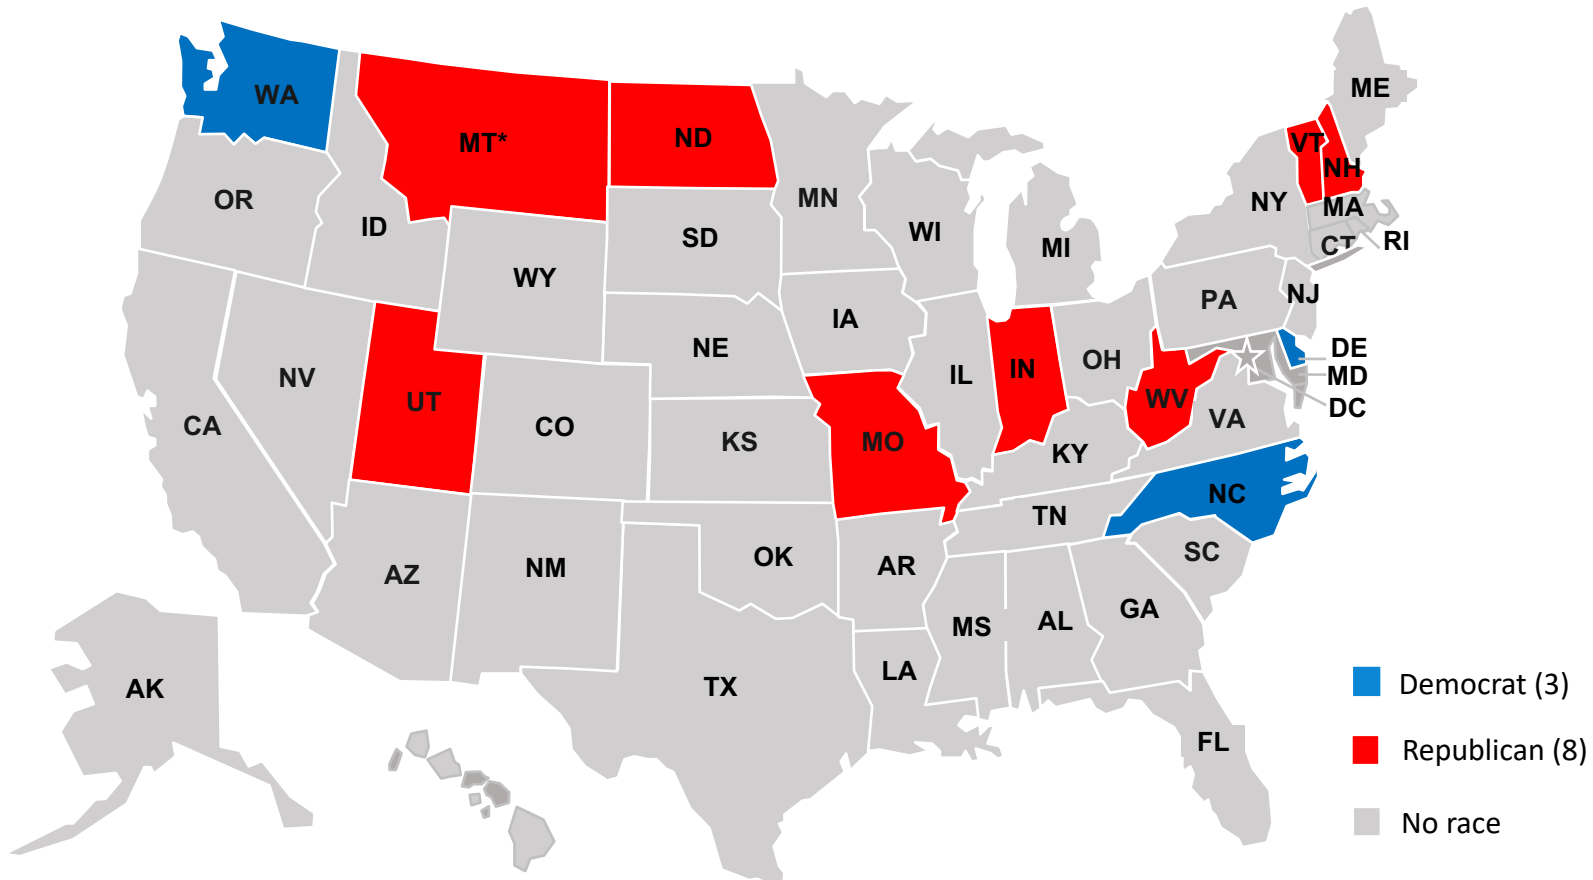 WA
MT*
ND
ME
VT
NH
OR
ID
MN
NY
MA
SD
WI
MI
CT
RI
WY
PA
NJ
IA
NE
OH
DE
NV
UT
IL
IN
MD
WV
DC
CA
CO
KS
MO
KY
VA
NC
TN
AZ
NM
OK
AR
SC
MS
AL
GA
LA
AK
TX
FL
Democrat (3)
Republican (8)
No race